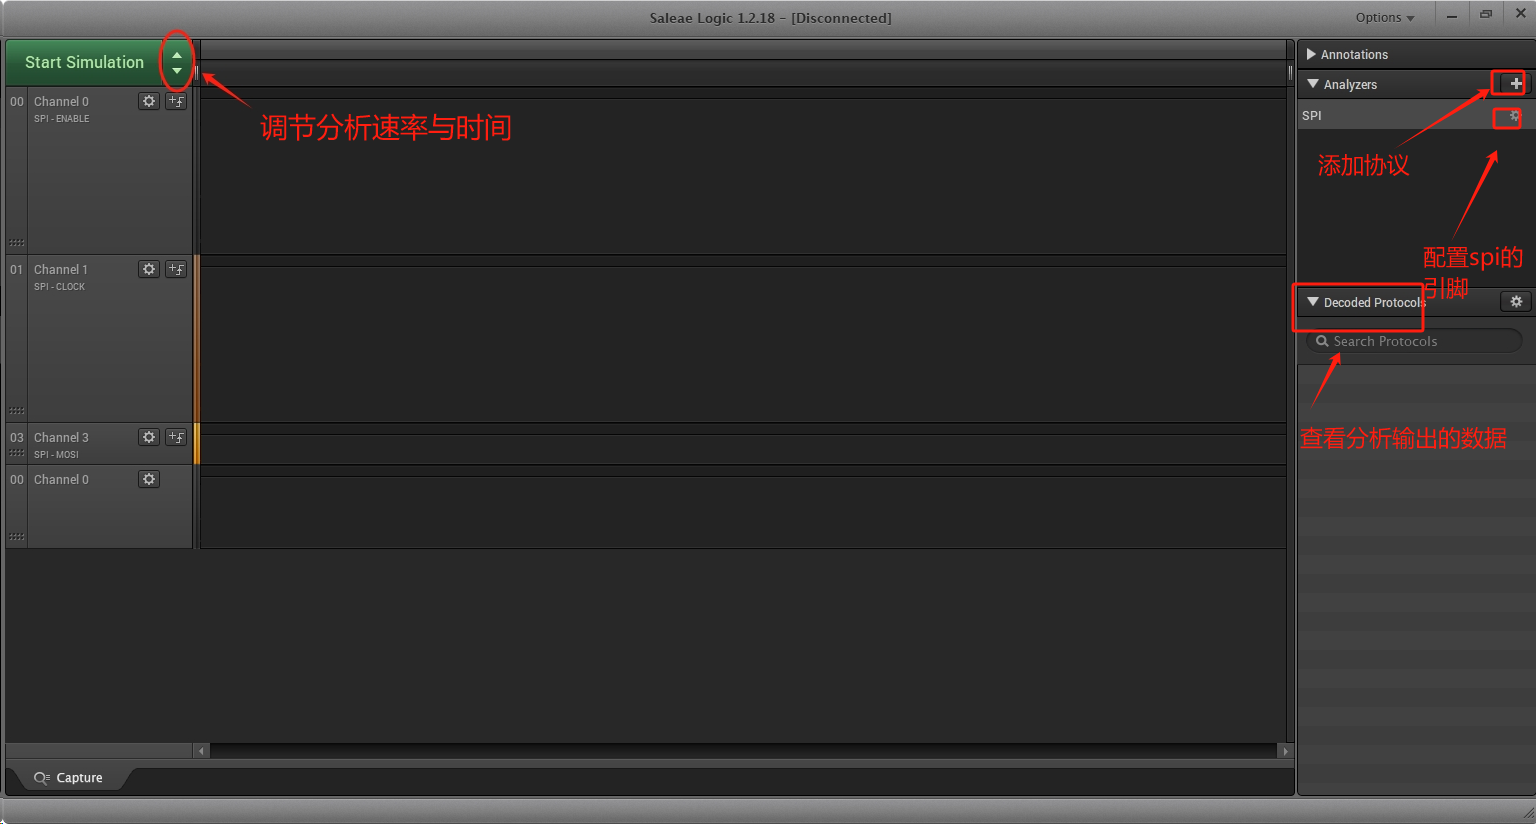 Saleae Logic 1.2.18 - [Disconnected]
Options
Start Simulation
00 Channel 0
SPI - ENABLE
调节分析速率与时间
01 Channel 1
SPI - CLOCK
03 Channel 3
SPI - MOSI
00 Channel 0
Capture
Annotations
Analyzers
SPI
添加协议
配置spi的
引脚
Decoded Protocols
Search Protocols
查看分析输出的数据